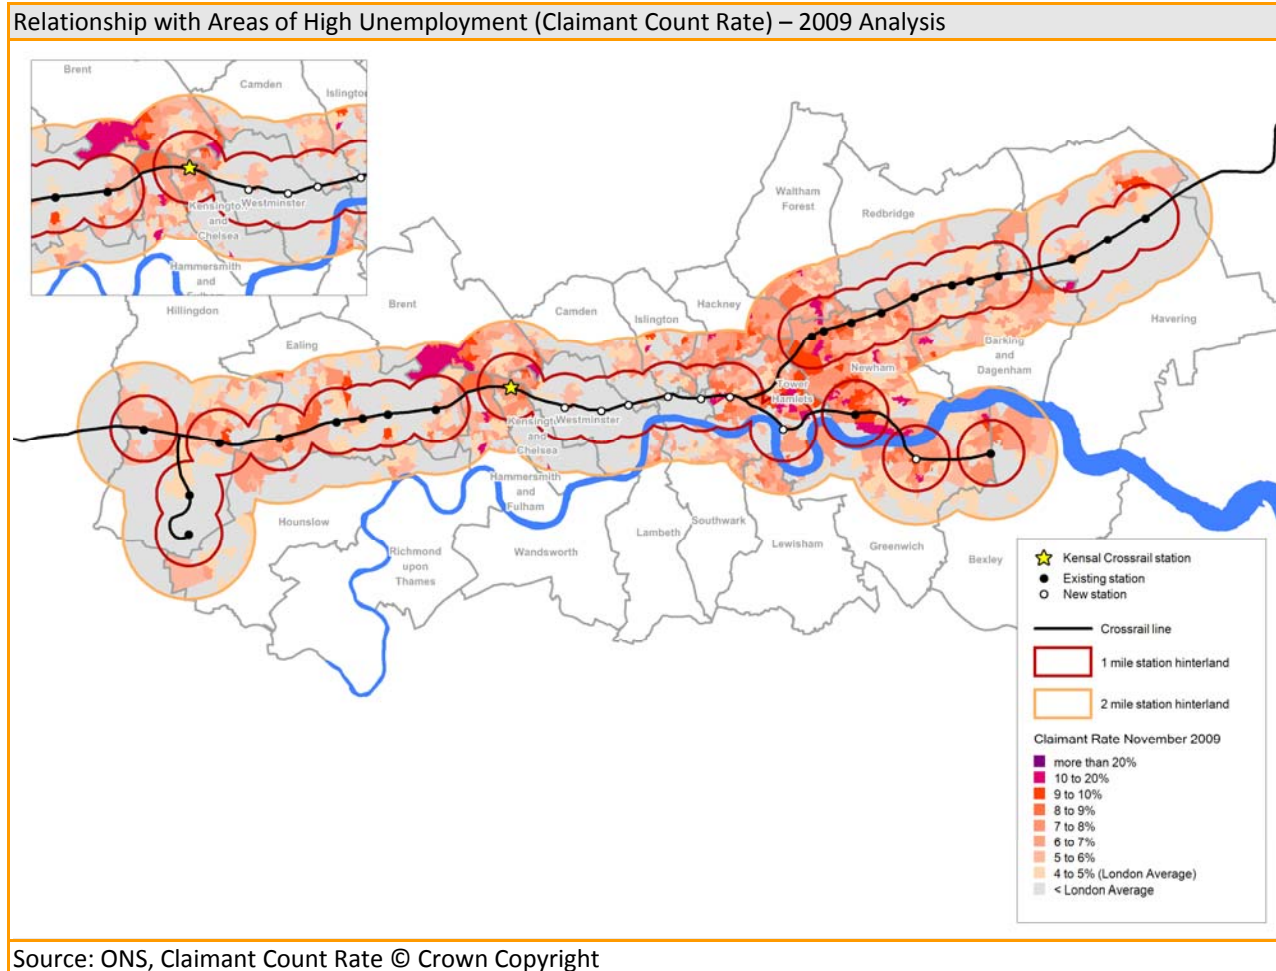 Relationship with Areas of High Unemployment (Claimant Count Rate) – 2009 Analysis
Brent
Camden
Islington
Kensington
and
Chelsea
Westminster
Hammersmith
and
Fulham
Hillingdon
Ealing
Brent
Camden
Islington
Hackney
Waltham
Forest
Redbridge
Havering
Barking
and
Dagenham
Newham
Tower
Hamlets
Kensington
and
Chelsea
Westminster
Hammersmith
and
Fulham
Hounslow
Richmond
upon
Thames
Wandsworth
Lambeth
Southwark
Lewisham
Greenwich
Bexley
Kensal Crossrail station
Existing station
New station
Crossrail line
1 mile station hinterland
2 mile station hinterland
Claimant Rate November 2009
more than 20%
10 to 20%
9 to 10%
8 to 9%
7 to 8%
6 to 7%
5 to 6%
4 to 5% (London Average)
< London Average
Source: ONS, Claimant Count Rate © Crown Copyright